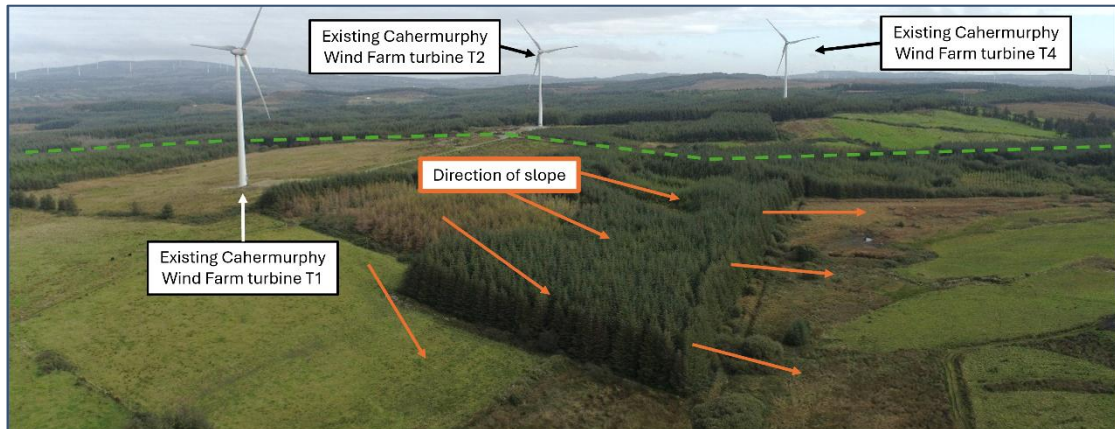 Existing Cahermurphy
Wind Farm turbine T2
Existing Cahermurphy
Wind Farm turbine T4
Direction of slope
Existing Cahermurphy
Wind Farm turbine T1